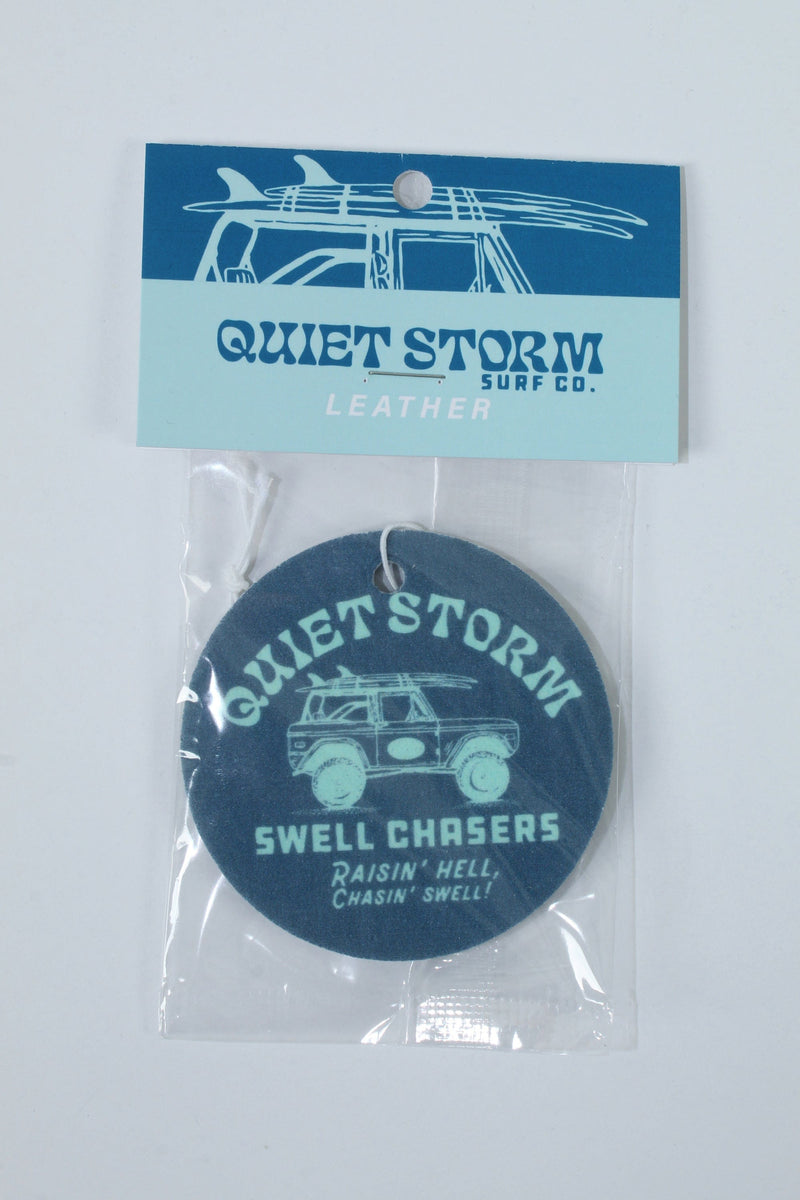 QUIET STORM
SURF CO.
LEATHER
QUIET STORM
SWELL CHASERS
RAISIN' HELL,
CHASIN' SWELL!